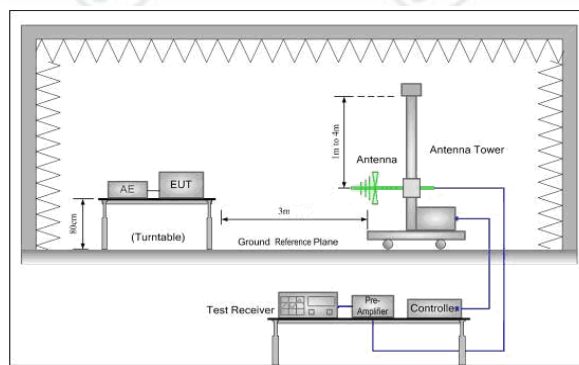 1m to 4m
Antenna
Antenna Tower
AE
EUT
80cm
(Turntable)
3m
Ground Reference Plane
Test Receiver
Pre-
Amplifier
Controller